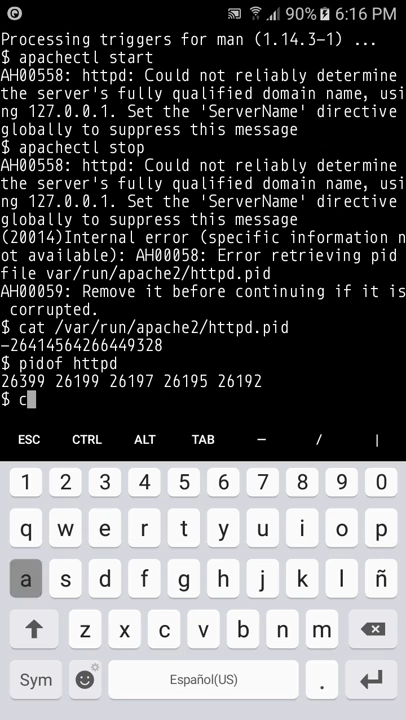 90% 6:16 PM
Processing triggers for man (1.14.3-1) ...
$ apachectl start
AH00558: httpd: Could not reliably determine
the server's fully qualified domain name, usi
ng 127.0.0.1. Set the 'ServerName' directive
globally to suppress this message
$ apachectl stop
AH00558: httpd: Could not reliably determine
the server's fully qualified domain name, usi
ng 127.0.0.1. Set the 'ServerName' directive
globally to suppress this message
(20014)Internal error (specific information n
ot available): AH00058: Error retrieving pid
file var/run/apache2/httpd.pid
AH00059: Remove it before continuing if it is
corrupted.
$ cat /var/run/apache2/httpd.pid
-26414564266449328
$ pidof httpd
26399 26199 26197 26195 26192
$ c
ESC CTRL ALT TAB — / |
1 2 3 4 5 6 7 8 9 0
q w e r t y u i o p
a s d f g h j k l ñ
z x c v b n m
Sym Español(US) .